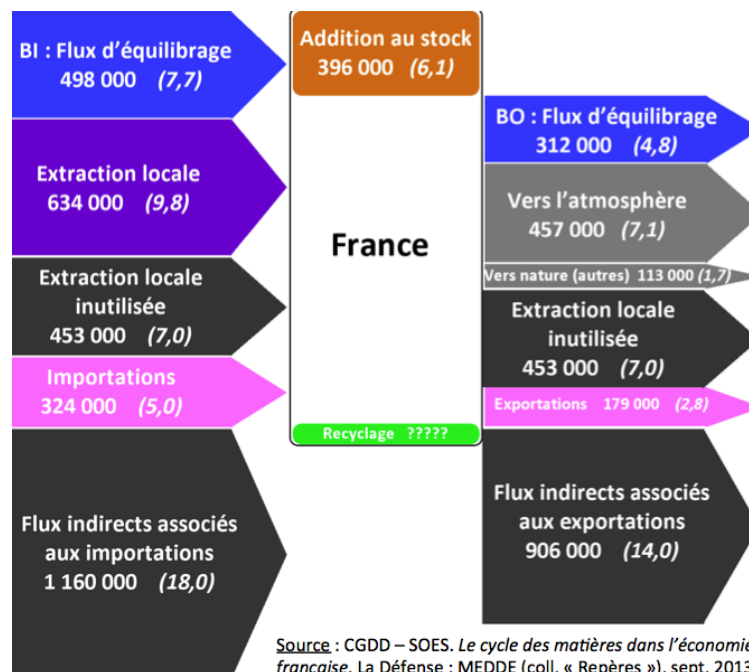 BI : Flux d’équilibrage
498 000 (7,7)
Extraction locale
634 000 (9,8)
Extraction locale
inutilisée
453 000 (7,0)
Importations
324 000 (5,0)
Flux indirects associés
aux importations
1 160 000 (18,0)
Addition au stock
396 000 (6,1)
France
Recyclage ?????
BO : Flux d’équilibrage
312 000 (4,8)
Vers l’atmosphère
457 000 (7,1)
Vers nature (autres) 113 000 (1,7)
Extraction locale
inutilisée
453 000 (7,0)
Exportations 179 000 (2,8)
Flux indirects associés
aux exportations
906 000 (14,0)
Source : CGDD – SOES. Le cycle des matières dans l’économie
française. La Défense : MEDDE (coll. « Repères »), sept. 2013